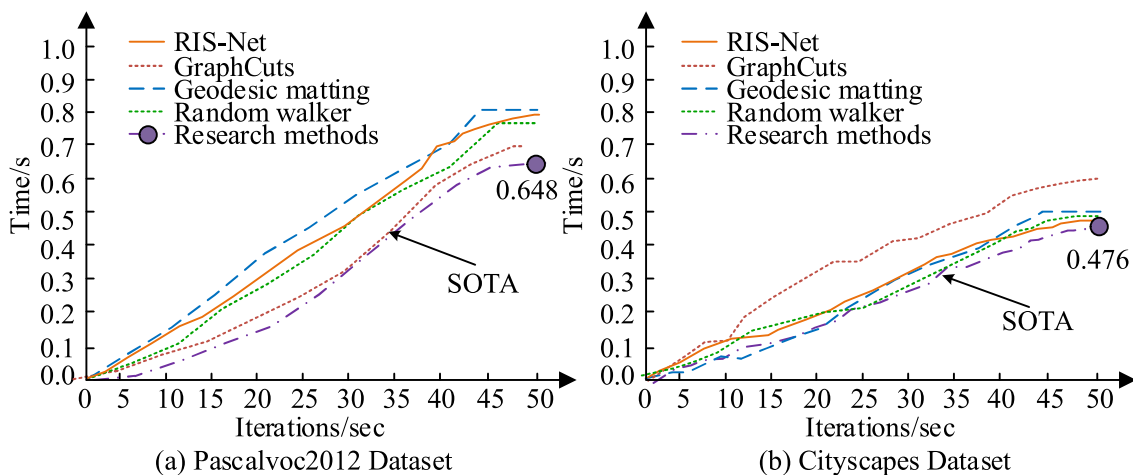 1.0
0.9
0.8
0.7
0.6
0.5
0.4
0.3
0.2
0.1
0.0
Time/s
RIS-Net
GraphCuts
Geodesic matting
Random walker
Research methods
0.648
SOTA
0 5 10 15 20 25 30 35 40 45 50
Iterations/sec
(a) Pascalvoc2012 Dataset
1.0
0.9
0.8
0.7
0.6
0.5
0.4
0.3
0.2
0.1
0.0
Time/s
RIS-Net
GraphCuts
Geodesic matting
Random walker
Research methods
0.476
SOTA
0 5 10 15 20 25 30 35 40 45 50
Iterations/sec
(b) Cityscapes Dataset